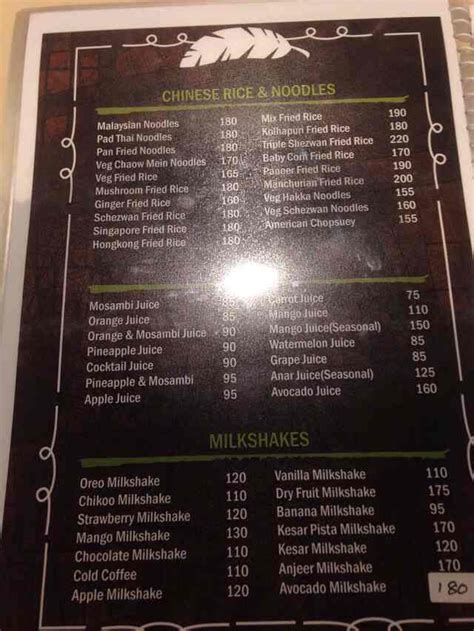 CHINESE RICE & NOODLES
Malaysian Noodles 180
Pad Thai Noodles 180
Pan Fried Noodles 180
Veg Chaow Mein Noodles 170
Veg Fried Rice 165
Mushroom Fried Rice 180
Ginger Fried Rice 160
Schezwan Fried Rice 180
Singapore Fried Rice 180
Hongkong Fried Rice 180
Mix Fried Rice 190
Kolhapuri Fried Rice 180
Triple Shezwan Fried Rice 220
Baby Corn Fried Rice 170
Paneer Fried Rice 190
Manchurian Fried Rice 200
Veg Hakka Noodles 155
Veg Schezwan Noodles 165
American Chopsuey 155
Mosambi Juice 85
Orange Juice 85
Orange & Mosambi Juice 90
Pineapple Juice 90
Cocktail Juice 90
Pineapple & Mosambi 95
Apple Juice 95
Carrot Juice 75
Mango Juice 110
Mango Juice(Seasonal) 150
Watermelon Juice 85
Grape Juice 85
Anar Juice(Seasonal) 125
Avocado Juice 160
MILKSHAKES
Oreo Milkshake 120
Chikoo Milkshake 110
Strawberry Milkshake 120
Mango Milkshake 130
Chocolate Milkshake 110
Cold Coffee 110
Apple Milkshake 120
Vanilla Milkshake 110
Dry Fruit Milkshake 175
Banana Milkshake 95
Kesar Pista Milkshake 170
Kesar Milkshake 120
Anjeer Milkshake 170
Avocado Milkshake 180